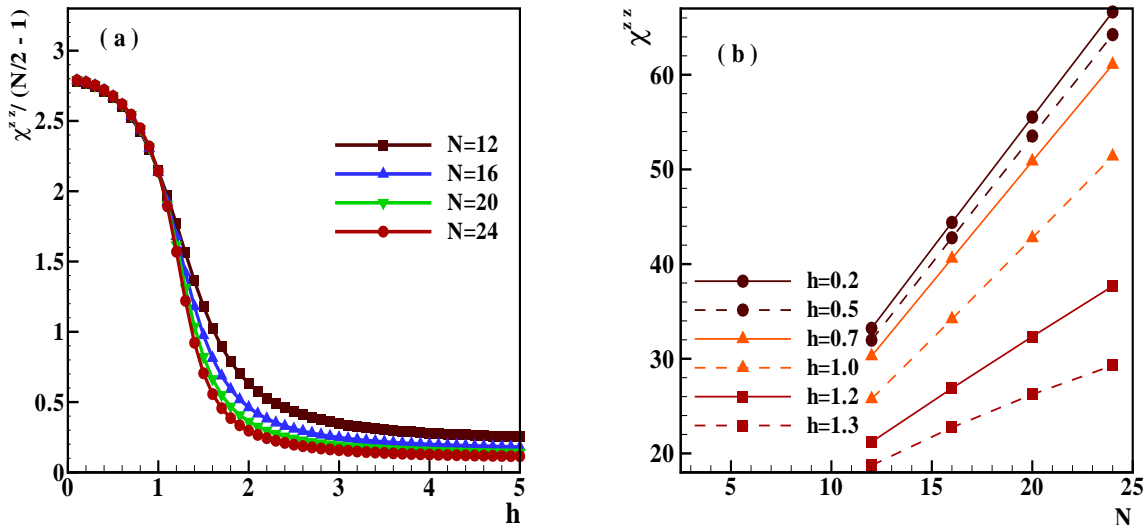 ( a )
χ^{zz}/ (N/2 - 1)
3
2.5
2
1.5
1
0.5
0
0 1 2 3 4 5
h
N=12
N=16
N=20
N=24
( b )
χ^{zz}
60
50
40
30
20
5 10 15 20 25
N
h=0.2
h=0.5
h=0.7
h=1.0
h=1.2
h=1.3